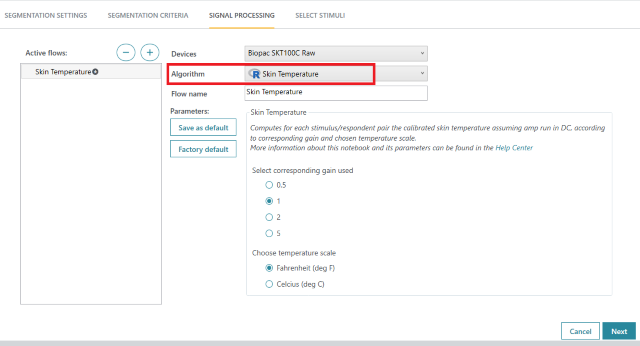 SEGMENTATION SETTINGS SEGMENTATION CRITERIA SIGNAL PROCESSING SELECT STIMULI
Active flows: − +
Skin Temperature
Devices Biopac SKT100C Raw
Algorithm R Skin Temperature
Flow name Skin Temperature
Parameters:
Save as default
Factory default
Skin Temperature
Computes for each stimulus/respondent pair the calibrated skin temperature assuming amp run in DC, according
to corresponding gain and chosen temperature scale.
More information about this notebook and its parameters can be found in the Help Center
Select corresponding gain used
0.5
1
2
5
Choose temperature scale
Fahrenheit (deg F)
Celcius (deg C)
Cancel Next